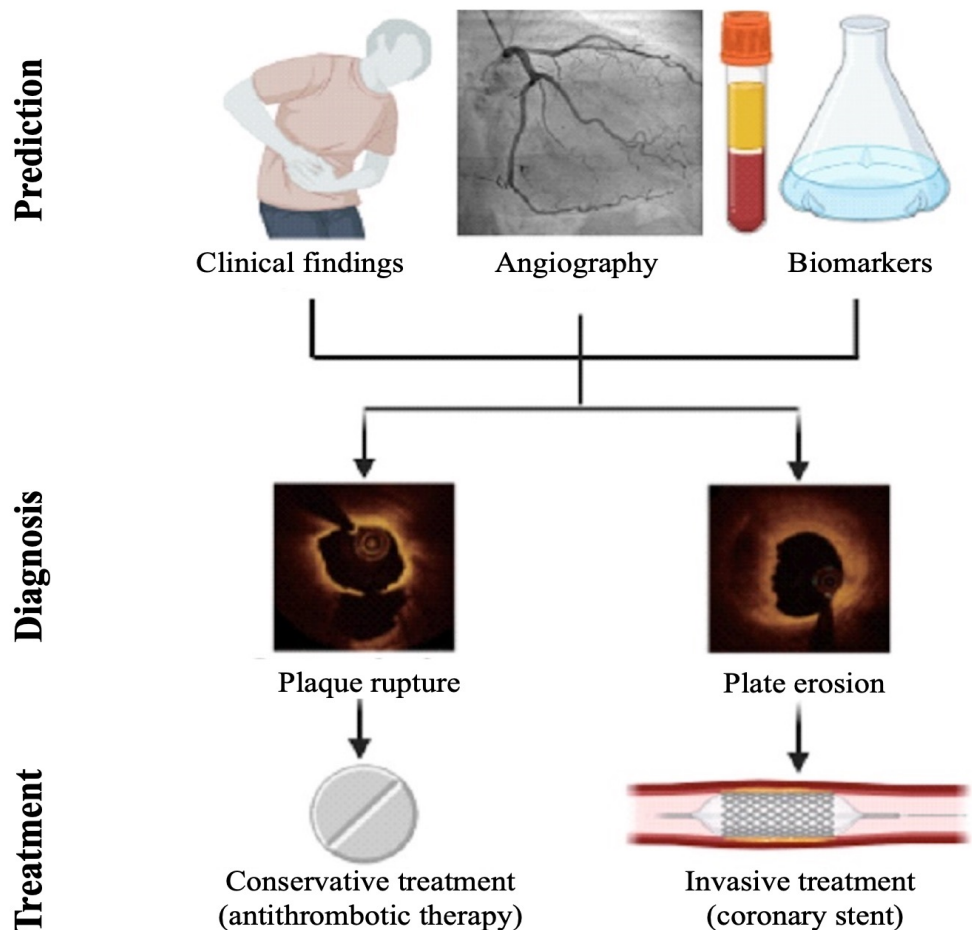 Prediction
Clinical findings
Angiography
Biomarkers
Diagnosis
Plaque rupture
Plate erosion
Treatment
Conservative treatment
(antithrombotic therapy)
Invasive treatment
(coronary stent)